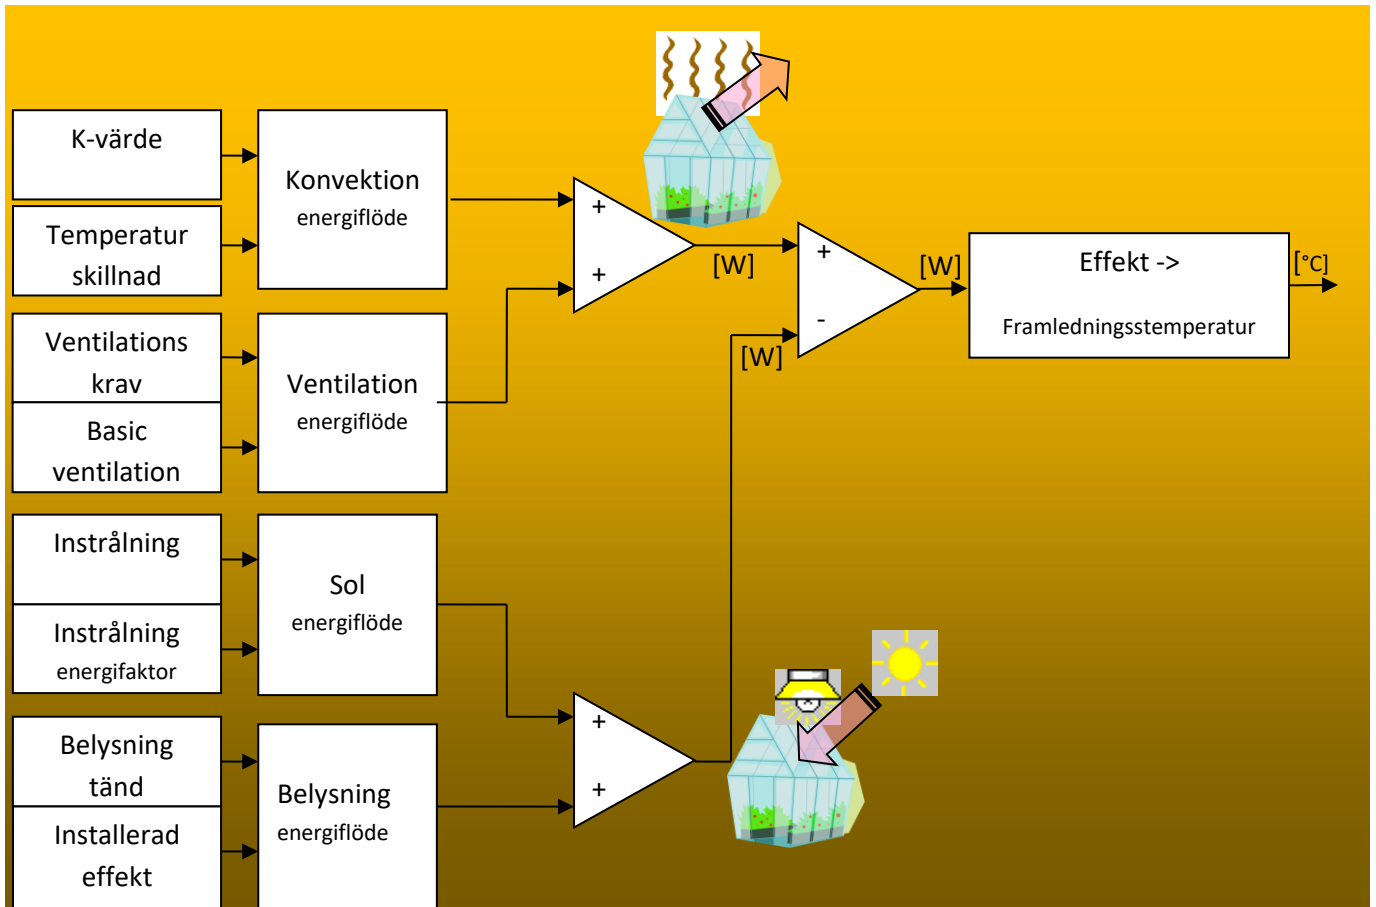 K-värde
Temperatur
skillnad
Konvektion
energiflöde
Ventilations
krav
Basic
ventilation
Ventilation
energiflöde
Instrålning
Instrålning
energifaktor
Sol
energiflöde
Belysning
tänd
Installerad
effekt
Belysning
energiflöde
+
+
[W]
+
-
[W]
[W]
Effekt ->
Framledningsstemperatur
[°C]
+
+